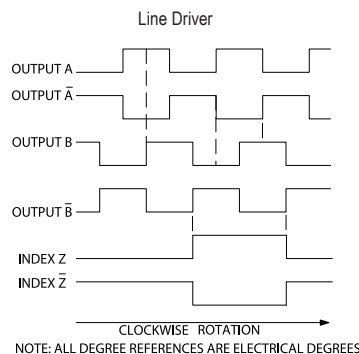 Line Driver
OUTPUT A
OUTPUT A̅
OUTPUT B
OUTPUT B̅
INDEX Z
INDEX Z̅
CLOCKWISE ROTATION
NOTE: ALL DEGREE REFERENCES ARE ELECTRICAL DEGREES